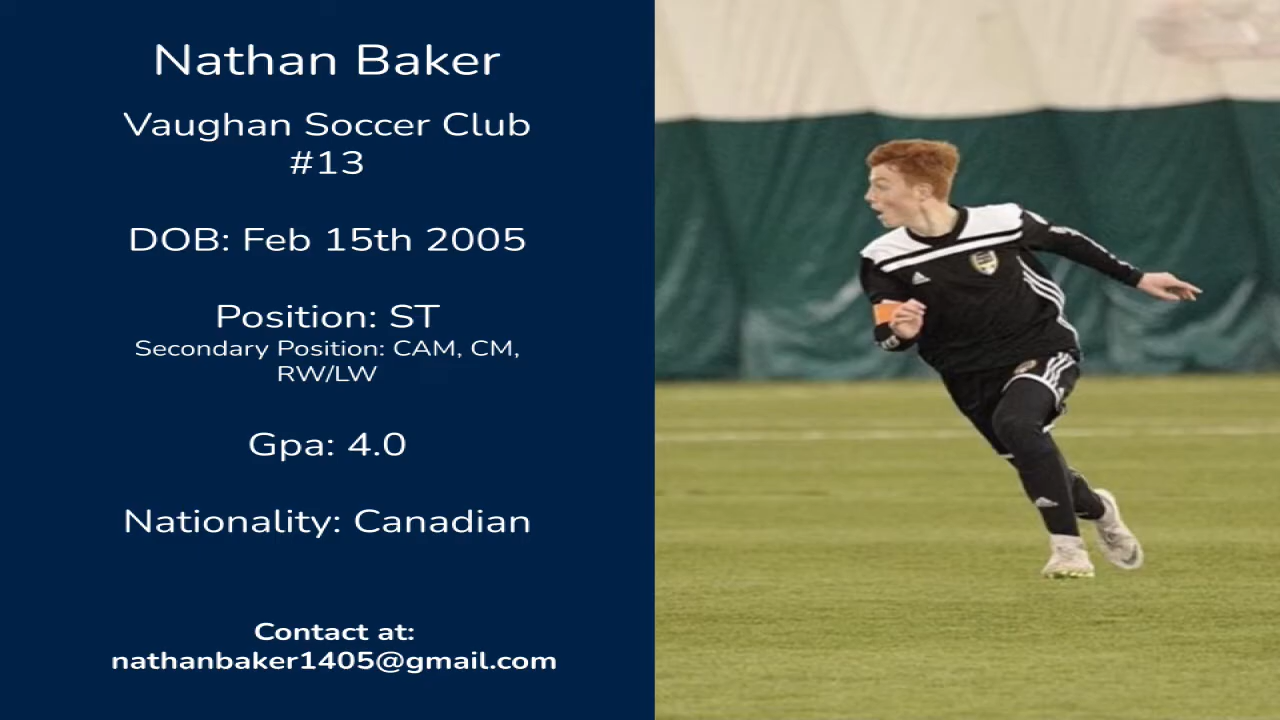 Nathan Baker
Vaughan Soccer Club
#13
DOB: Feb 15th 2005
Position: ST
Secondary Position: CAM, CM,
RW/LW
Gpa: 4.0
Nationality: Canadian
Contact at:
nathanbaker1405@gmail.com